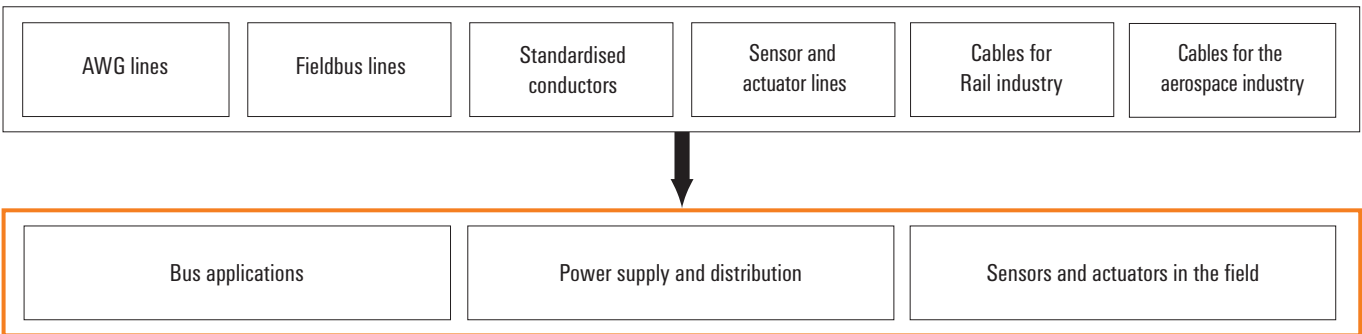 AWG lines
Fieldbus lines
Standardised
conductors
Sensor and
actuator lines
Cables for
Rail industry
Cables for the
aerospace industry
Bus applications
Power supply and distribution
Sensors and actuators in the field